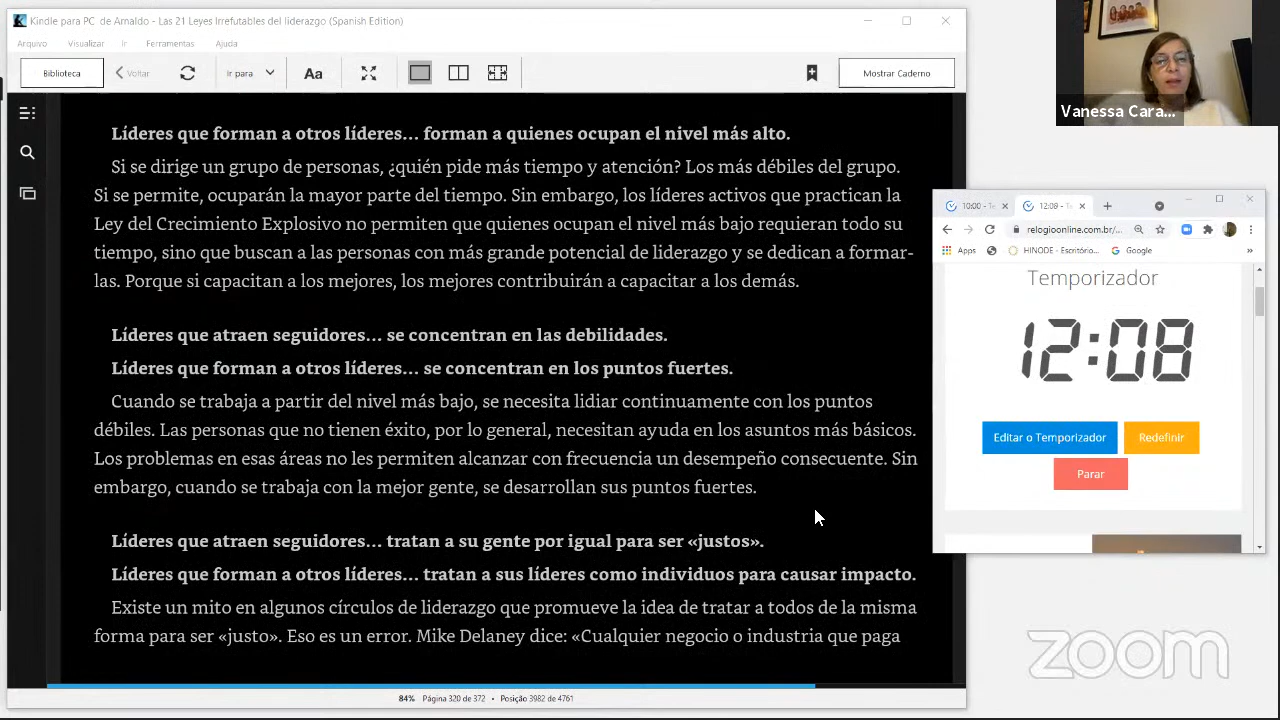 Kindle para PC de Arnaldo - Las 21 Leyes Irrefutables del liderazgo (Spanish Edition)
Arquivo Visualizar Ir Ferramentas Ajuda
Biblioteca Voltar Ir para Aa Mostrar Caderno
Líderes que forman a otros líderes… forman a quienes ocupan el nivel más alto.
Si se dirige un grupo de personas, ¿quién pide más tiempo y atención? Los más débiles del grupo.
Si se permite, ocuparán la mayor parte del tiempo. Sin embargo, los líderes activos que practican la
Ley del Crecimiento Explosivo no permiten que quienes ocupan el nivel más bajo requieran todo su
tiempo, sino que buscan a las personas con más grande potencial de liderazgo y se dedican a formar-
las. Porque si capacitan a los mejores, los mejores contribuirán a capacitar a los demás.
Líderes que atraen seguidores… se concentran en las debilidades.
Líderes que forman a otros líderes… se concentran en los puntos fuertes.
Cuando se trabaja a partir del nivel más bajo, se necesita lidiar continuamente con los puntos
débiles. Las personas que no tienen éxito, por lo general, necesitan ayuda en los asuntos más básicos.
Los problemas en esas áreas no les permiten alcanzar con frecuencia un desempeño consecuente. Sin
embargo, cuando se trabaja con la mejor gente, se desarrollan sus puntos fuertes.
Líderes que atraen seguidores… tratan a su gente por igual para ser «justos».
Líderes que forman a otros líderes… tratan a sus líderes como individuos para causar impacto.
Existe un mito en algunos círculos de liderazgo que promueve la idea de tratar a todos de la misma
forma para ser «justo». Eso es un error. Mike Delaney dice: «Cualquier negocio o industria que paga
84% Página 320 de 372 • Posição 3982 de 4761
Vanessa Cara...
10:00 - Te 12:09 - Te
relogioonline.com.br/...
Apps HINODE - Escritório... Google »
Temporizador
12:08
Editar o Temporizador Redefinir
Parar
zoom